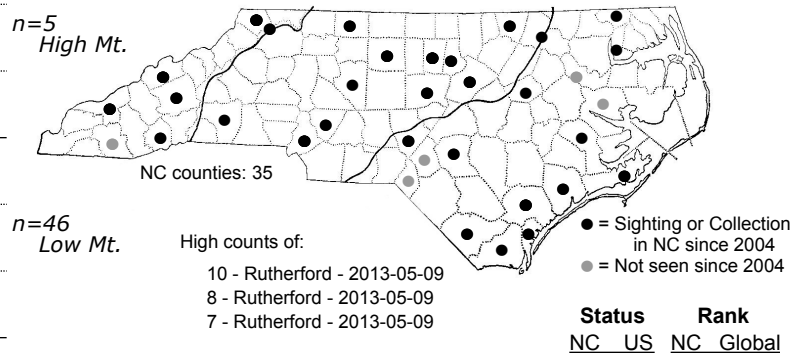 n=5
High Mt.
NC counties: 35
n=46
Low Mt.
High counts of:
10 - Rutherford - 2013-05-09
8 - Rutherford - 2013-05-09
7 - Rutherford - 2013-05-09
● = Sighting or Collection
in NC since 2004
● = Not seen since 2004
Status Rank
NC US NC Global